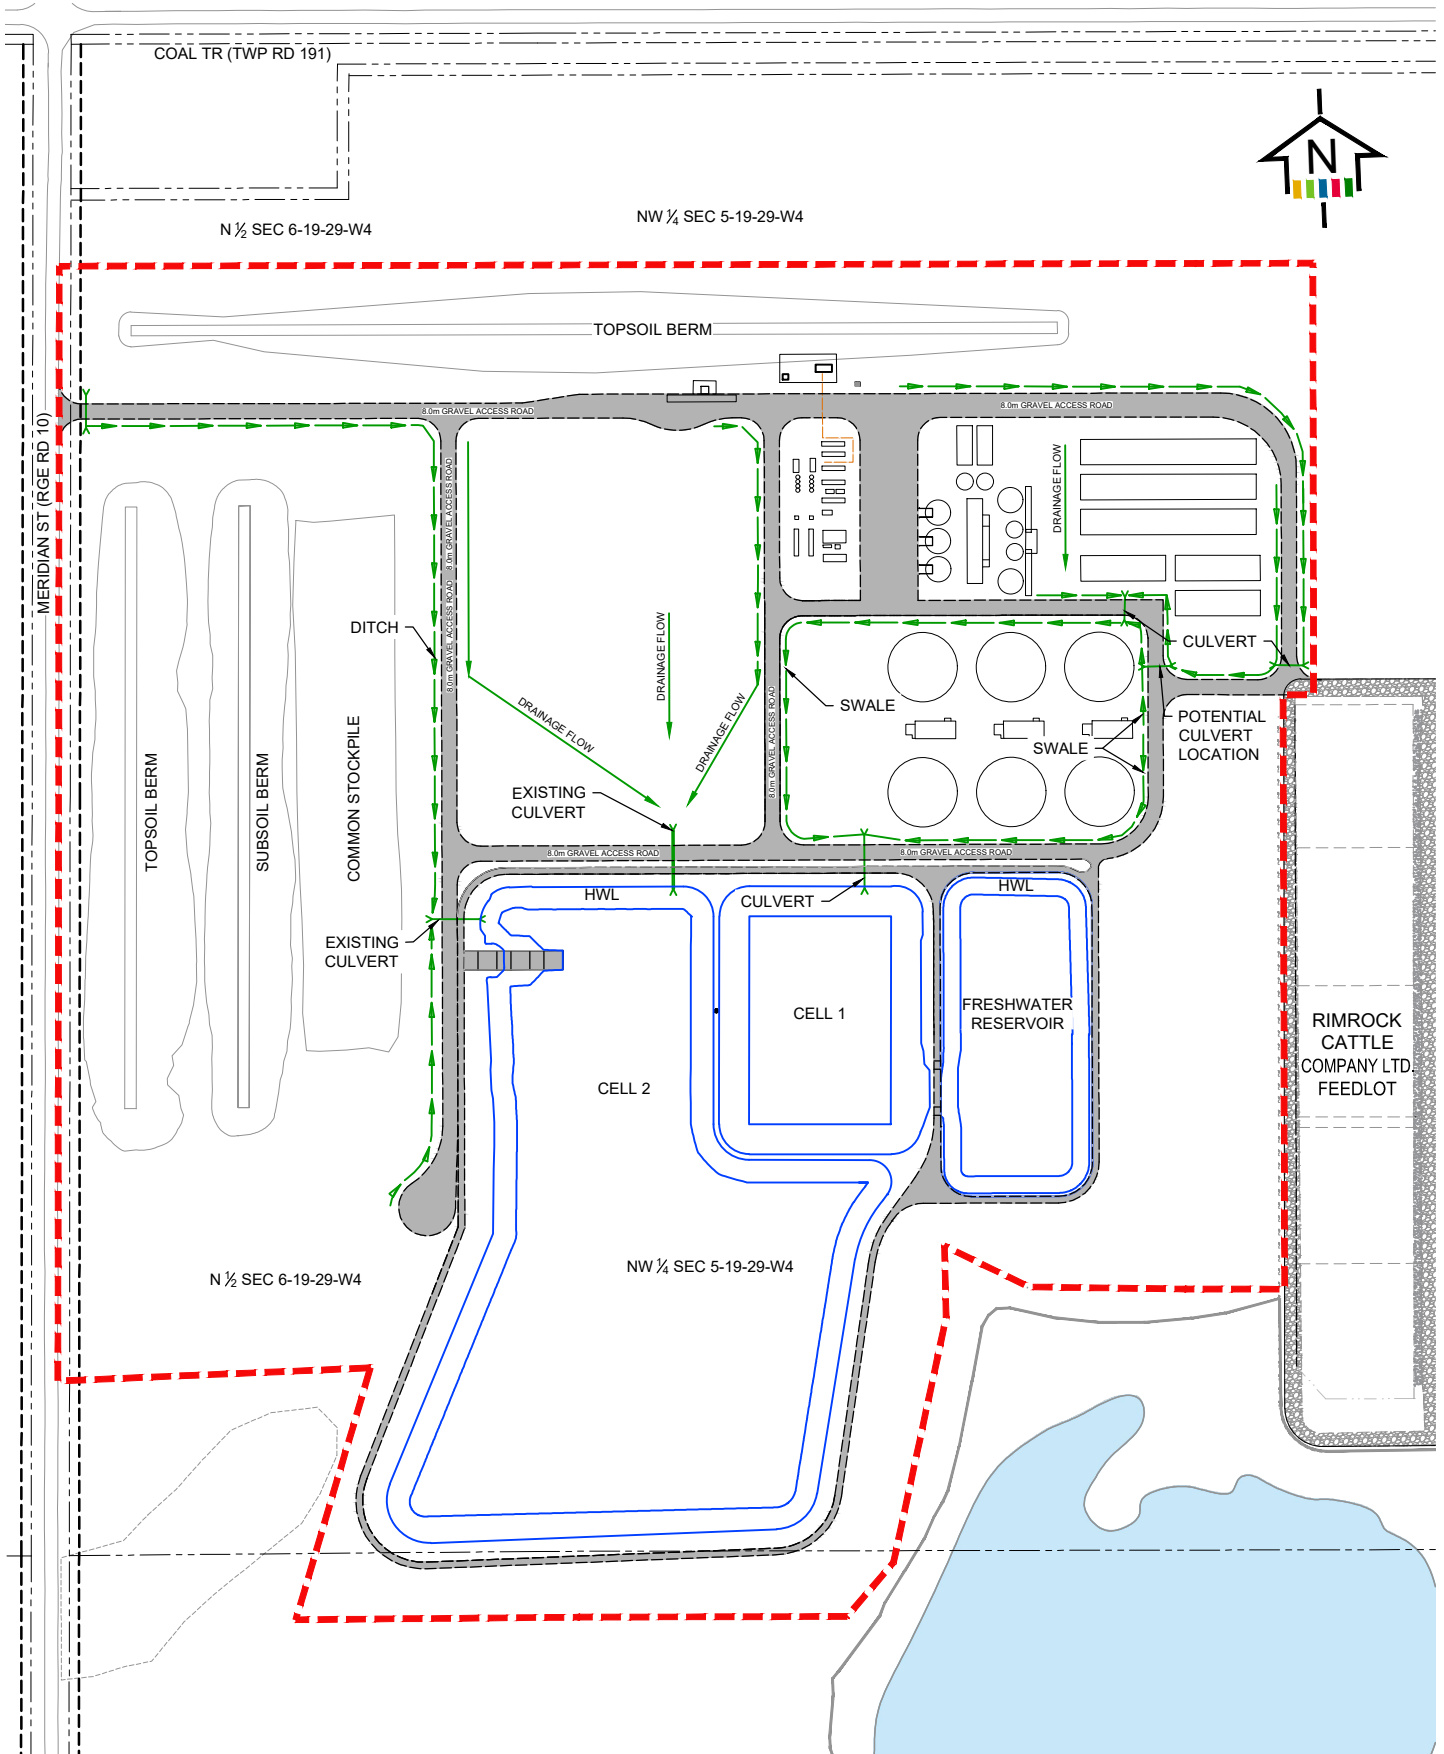 COAL TR (TWP RD 191)
N
N ½ SEC 6-19-29-W4
NW ¼ SEC 5-19-29-W4
TOPSOIL BERM
MERIDIAN ST (RGE RD 10)
8.0m GRAVEL ACCESS ROAD
8.0m GRAVEL ACCESS ROAD
8.0m GRAVEL ACCESS ROAD
8.0m GRAVEL ACCESS ROAD
DRAINAGE FLOW
DITCH
DRAINAGE FLOW
CULVERT
SWALE
DRAINAGE FLOW
DRAINAGE FLOW
8.0m GRAVEL ACCESS ROAD
SWALE
POTENTIAL
CULVERT
LOCATION
TOPSOIL BERM
SUBSOIL BERM
COMMON STOCKPILE
EXISTING
CULVERT
8.0m GRAVEL ACCESS ROAD
8.0m GRAVEL ACCESS ROAD
HWL
CULVERT
HWL
EXISTING
CULVERT
CELL 1
FRESHWATER
RESERVOIR
RIMROCK
CATTLE
COMPANY LTD.
FEEDLOT
CELL 2
N ½ SEC 6-19-29-W4
NW ¼ SEC 5-19-29-W4